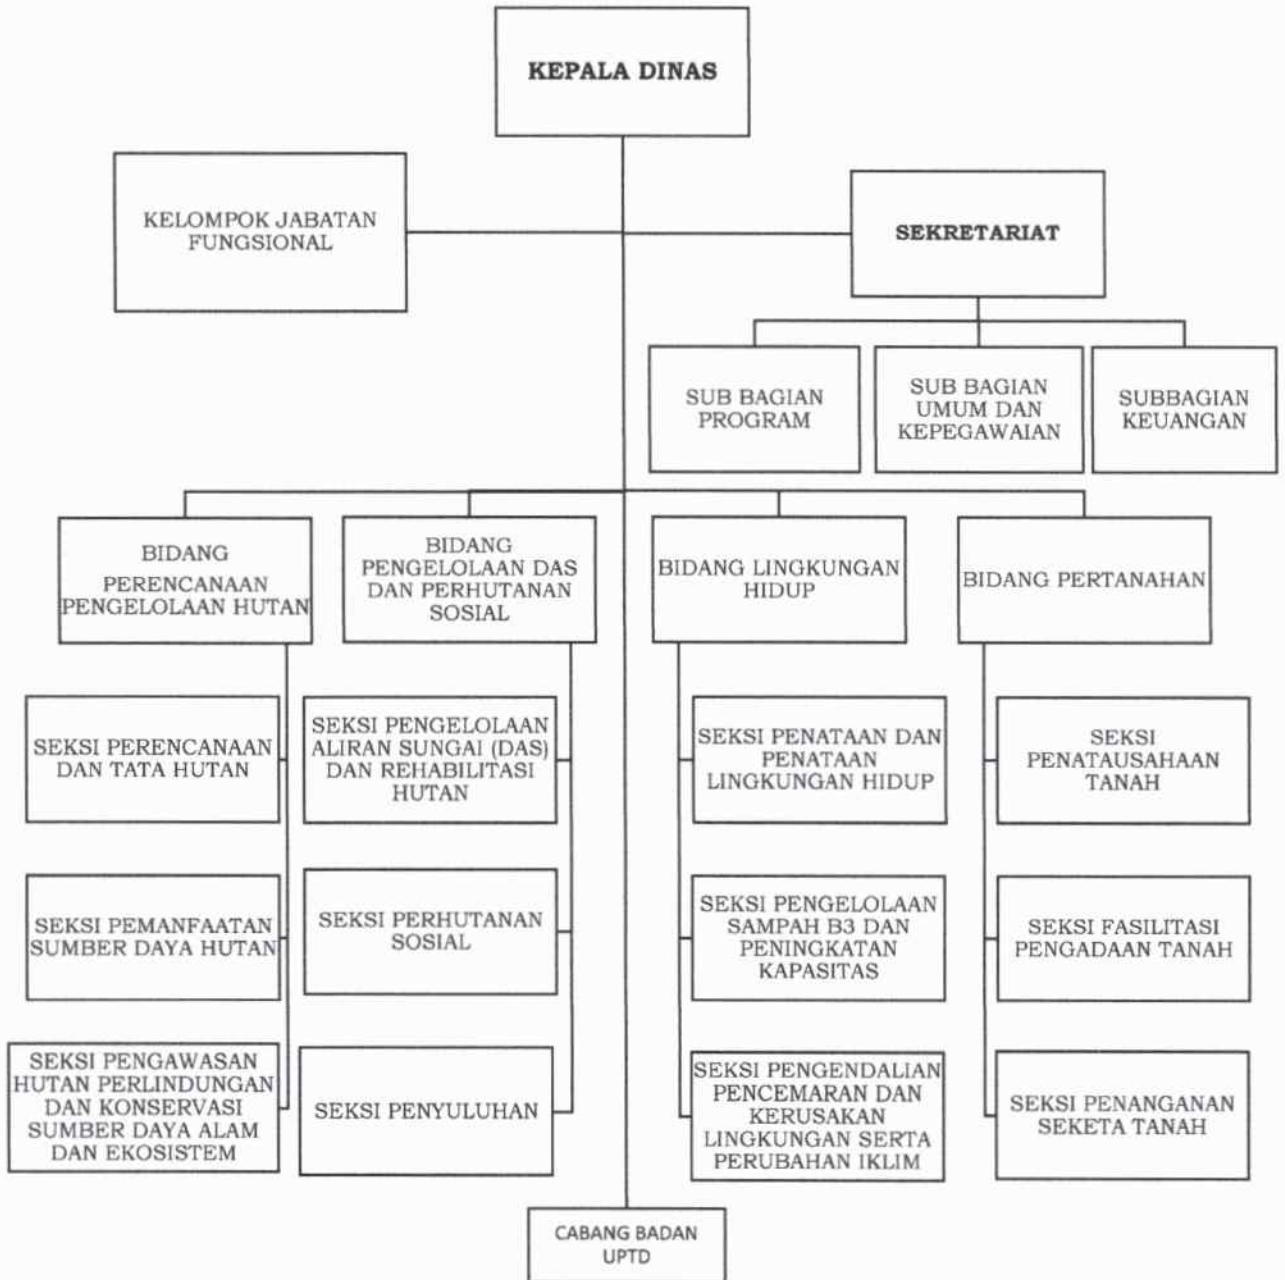 KEPALA DINAS
KELOMPOK JABATAN
FUNGSIONAL
SEKRETARIAT
SUB BAGIAN
PROGRAM
SUB BAGIAN
UMUM DAN
KEPEGAWAIAN
SUBBAGIAN
KEUANGAN
BIDANG
PERENCANAAN
PENGELOLAAN HUTAN
BIDANG
PENGELOLAAN DAS
DAN PERHUTANAN
SOSIAL
BIDANG LINGKUNGAN
HIDUP
BIDANG PERTANAHAN
SEKSI PERENCANAAN
DAN TATA HUTAN
SEKSI PENGELOLAAN
ALIRAN SUNGAI (DAS)
DAN REHABILITASI
HUTAN
SEKSI PENATAAN DAN
PENATAAN
LINGKUNGAN HIDUP
SEKSI
PENATAUSAHAAN
TANAH
SEKSI PEMANFAATAN
SUMBER DAYA HUTAN
SEKSI PERHUTANAN
SOSIAL
SEKSI PENGELOLAAN
SAMPAH B3 DAN
PENINGKATAN
KAPASITAS
SEKSI FASILITASI
PENGADAAN TANAH
SEKSI PENGAWASAN
HUTAN PERLINDUNGAN
DAN KONSERVASI
SUMBER DAYA ALAM
DAN EKOSISTEM
SEKSI PENYULUHAN
SEKSI PENGENDALIAN
PENCEMARAN DAN
KERUSAKAN
LINGKUNGAN SERTA
PERUBAHAN IKLIM
SEKSI PENANGANAN
SEKETA TANAH
CABANG BADAN
UPTD